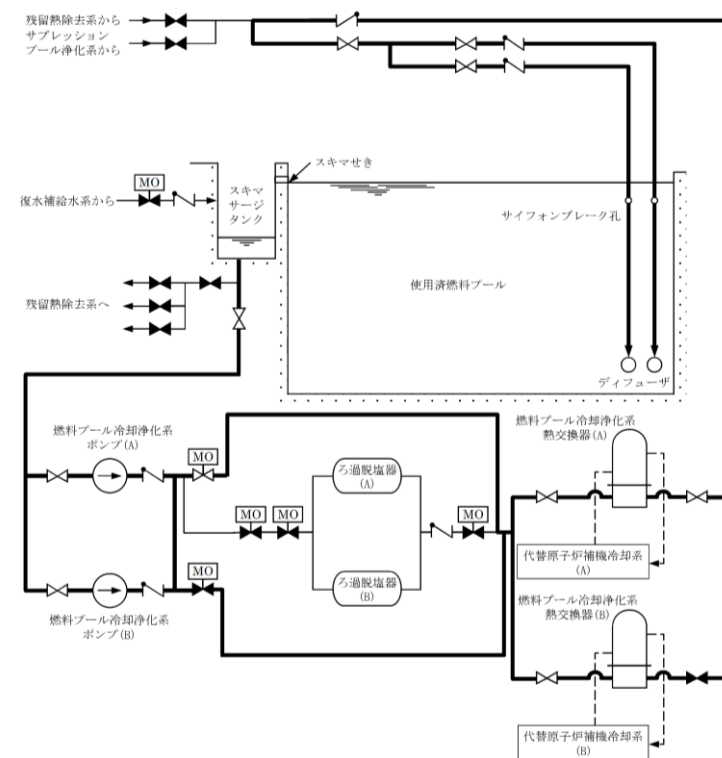 残留熱除去系から
サプレッション
プール浄化系から
スキマせき
MO
復水補給水系から
スキマ
サージ
タンク
サイフォンブレーク孔
使用済燃料プール
残留熱除去系へ
ディフューザ
燃料プール冷却浄化系
ポンプ(A)
MO
ろ過脱塩器
(A)
燃料プール冷却浄化系
熱交換器(A)
MO
MO
MO
代替原子炉補機冷却系
(A)
MO
ろ過脱塩器
(B)
燃料プール冷却浄化系
ポンプ(B)
燃料プール冷却浄化系
熱交換器(B)
代替原子炉補機冷却系
(B)